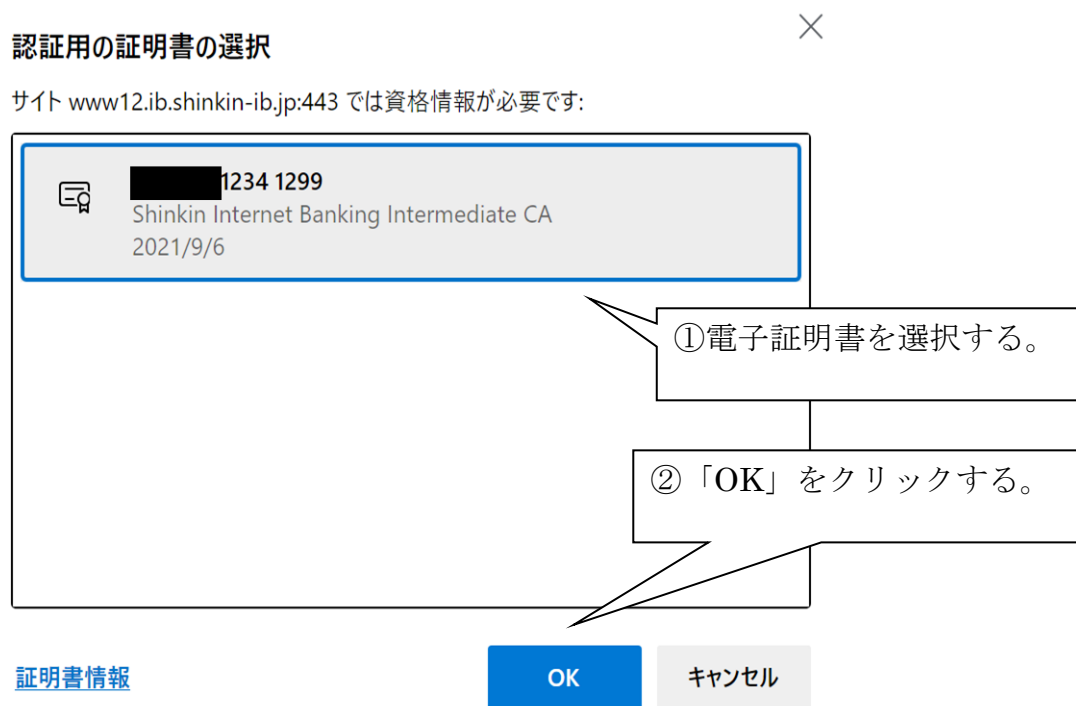 認証用の証明書の選択
サイト www12.ib.shinkin-ib.jp:443 では資格情報が必要です:
1234 1299
Shinkin Internet Banking Intermediate CA
2021/9/6
①電子証明書を選択する。
②「OK」をクリックする。
証明書情報
OK
キャンセル